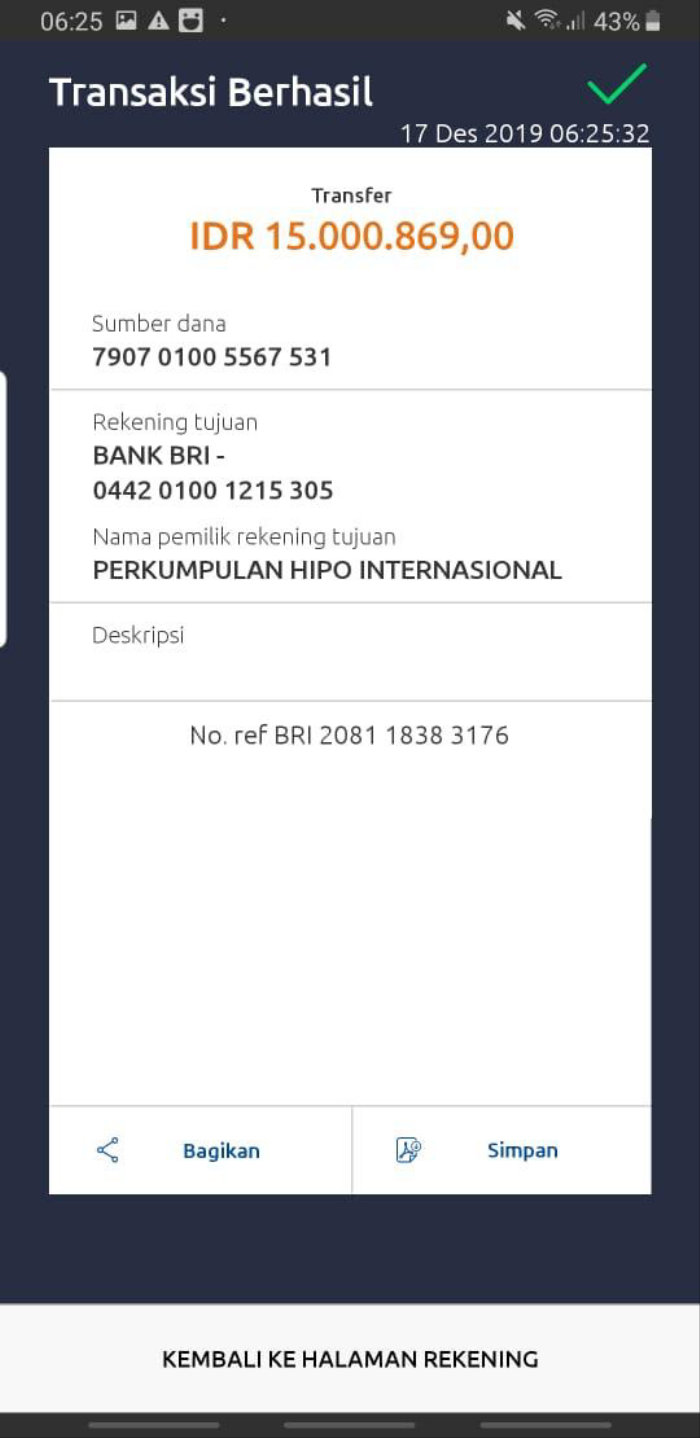 06:25
43%
Transaksi Berhasil
17 Des 2019 06:25:32
Transfer
IDR 15.000.869,00
Sumber dana
7907 0100 5567 531
Rekening tujuan
BANK BRI -
0442 0100 1215 305
Nama pemilik rekening tujuan
PERKUMPULAN HIPO INTERNASIONAL
Deskripsi
No. ref BRI 2081 1838 3176
Bagikan
Simpan
KEMBALI KE HALAMAN REKENING